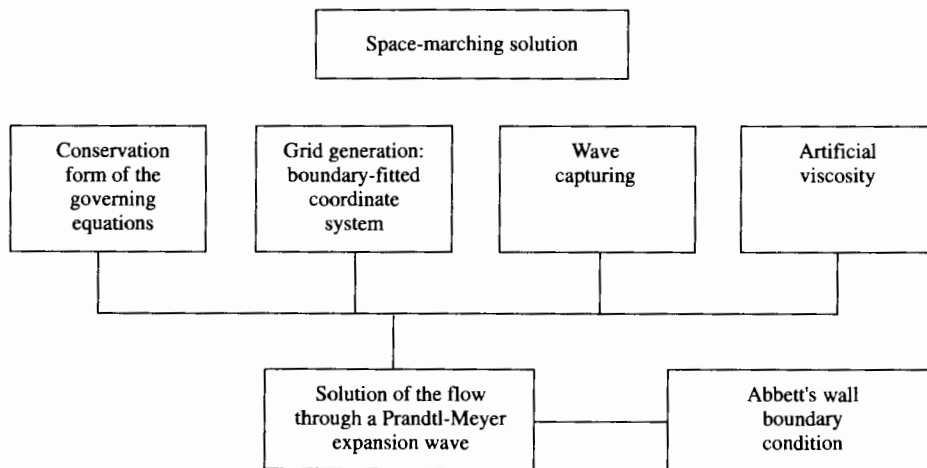 Space-marching solution
Conservation
form of the
governing
equations
Grid generation:
boundary-fitted
coordinate
system
Wave
capturing
Artificial
viscosity
Solution of the flow
through a Prandtl-Meyer
expansion wave
Abbett's wall
boundary
condition